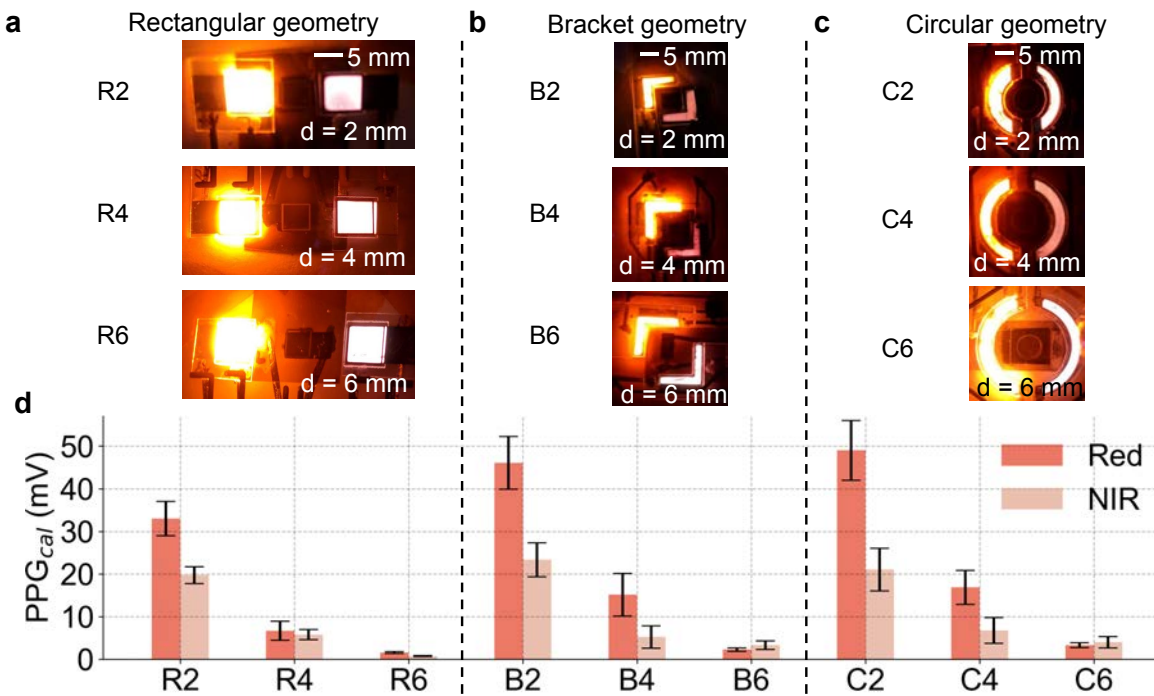 a Rectangular geometry
R2
5 mm
d = 2 mm
R4
d = 4 mm
R6
d = 6 mm
b Bracket geometry
B2
5 mm
d = 2 mm
B4
d = 4 mm
B6
d = 6 mm
c Circular geometry
C2
5 mm
d = 2 mm
C4
d = 4 mm
C6
d = 6 mm
d
PPGcal (mV)
50
40
30
20
10
0
Red
NIR
R2 R4 R6 B2 B4 B6 C2 C4 C6